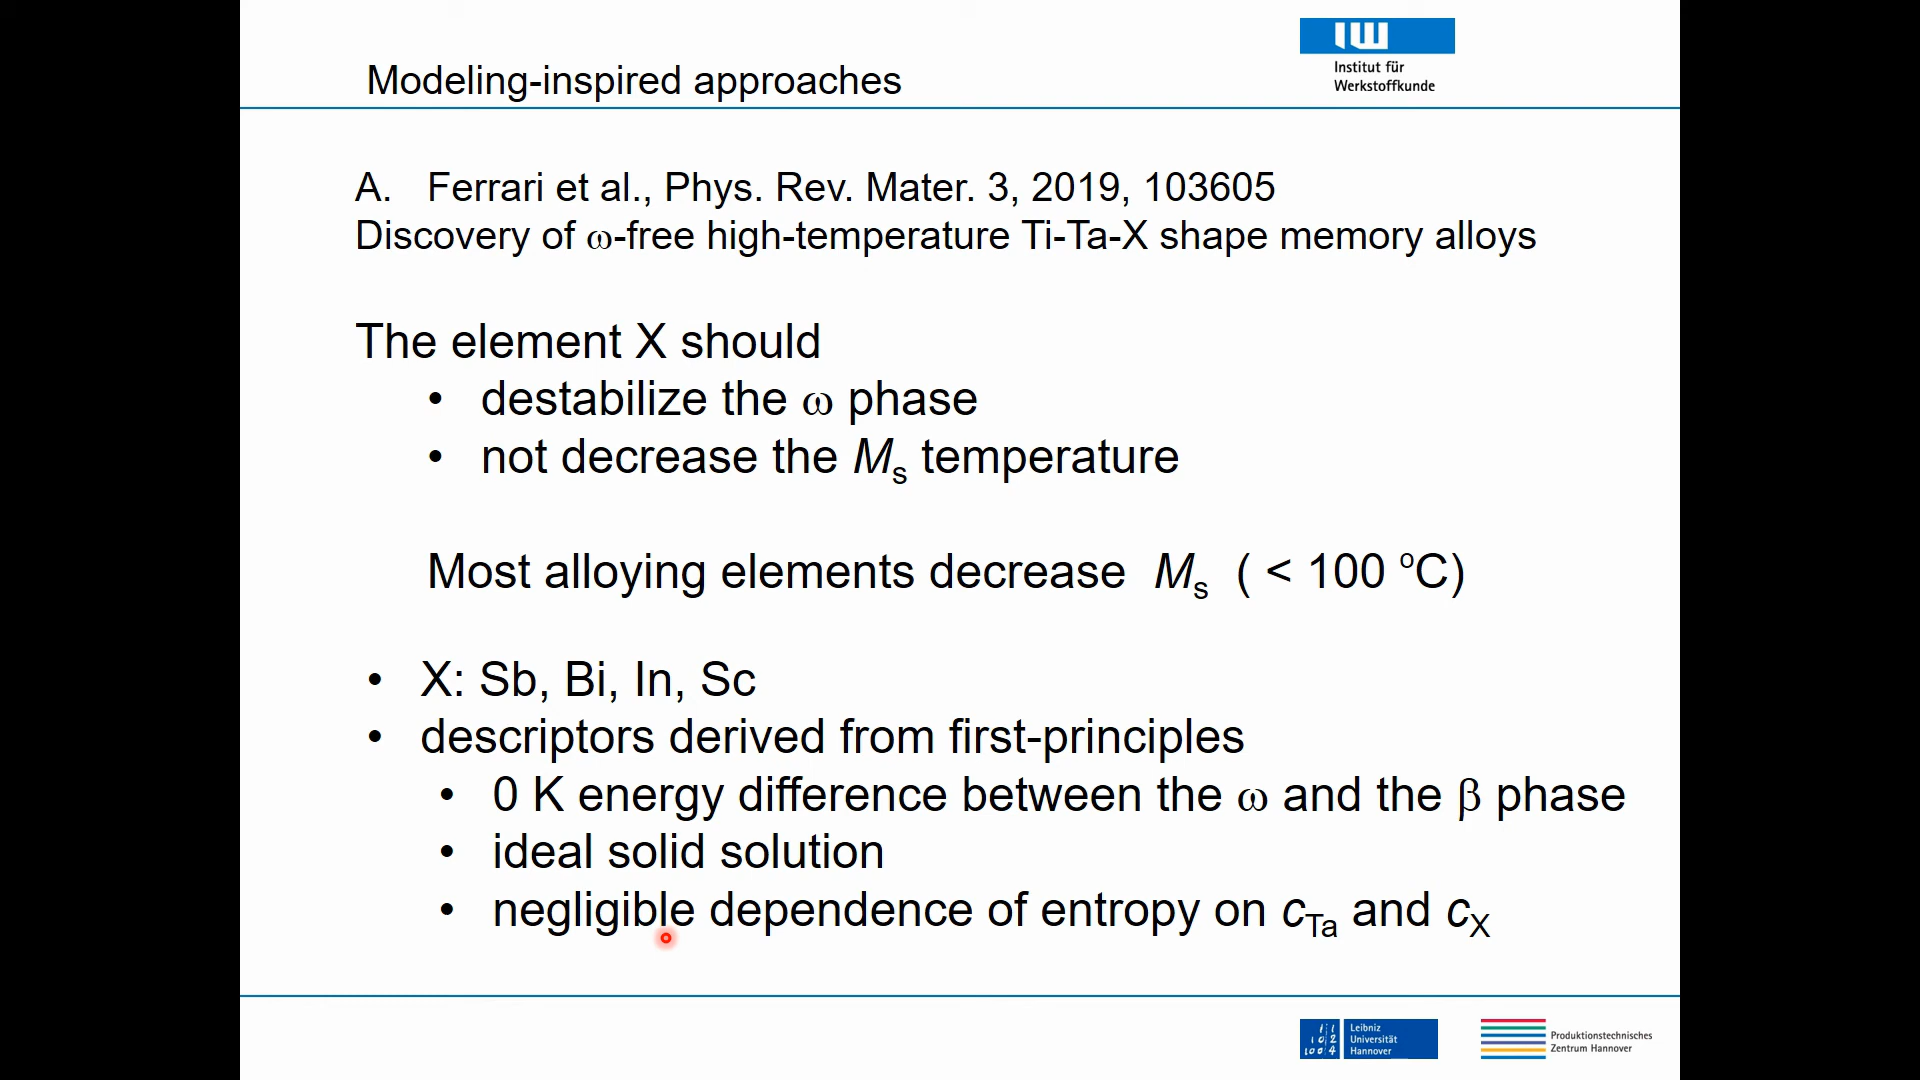 Modeling-inspired approaches
IW
Institut für
Werkstoffkunde
A. Ferrari et al., Phys. Rev. Mater. 3, 2019, 103605
Discovery of ω-free high-temperature Ti-Ta-X shape memory alloys
The element X should
• destabilize the ω phase
• not decrease the Ms temperature
Most alloying elements decrease Ms ( < 100 °C)
• X: Sb, Bi, In, Sc
• descriptors derived from first-principles
• 0 K energy difference between the ω and the β phase
• ideal solid solution
• negligible dependence of entropy on cTa and cX
Leibniz
Universität
Hannover
Produktionstechnisches
Zentrum Hannover